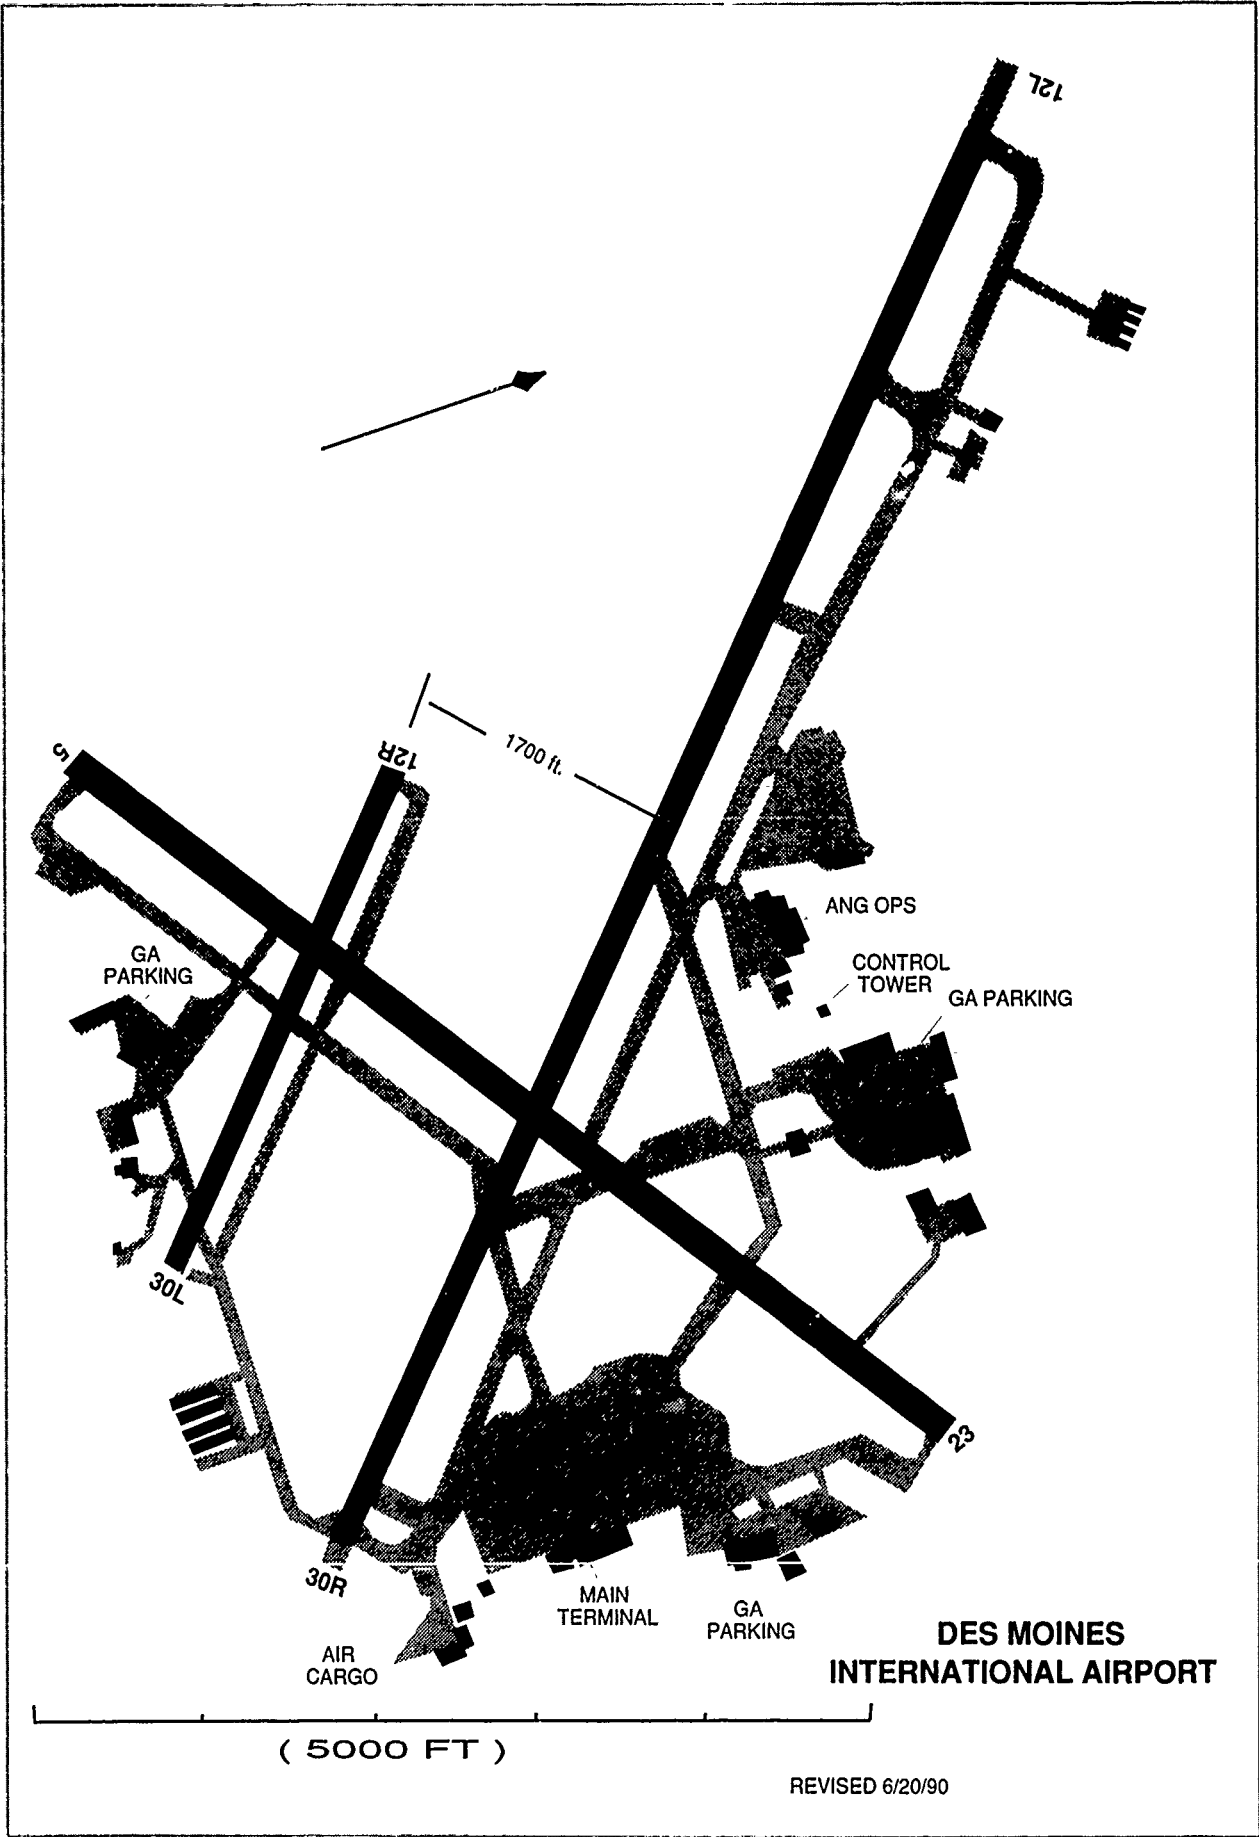 12L
1700 ft.
5
12R
ANG OPS
CONTROL
TOWER
GA PARKING
GA
PARKING
30L
23
30R
MAIN
TERMINAL
GA
PARKING
AIR
CARGO
DES MOINES
INTERNATIONAL AIRPORT
( 5000 FT )
REVISED 6/20/90